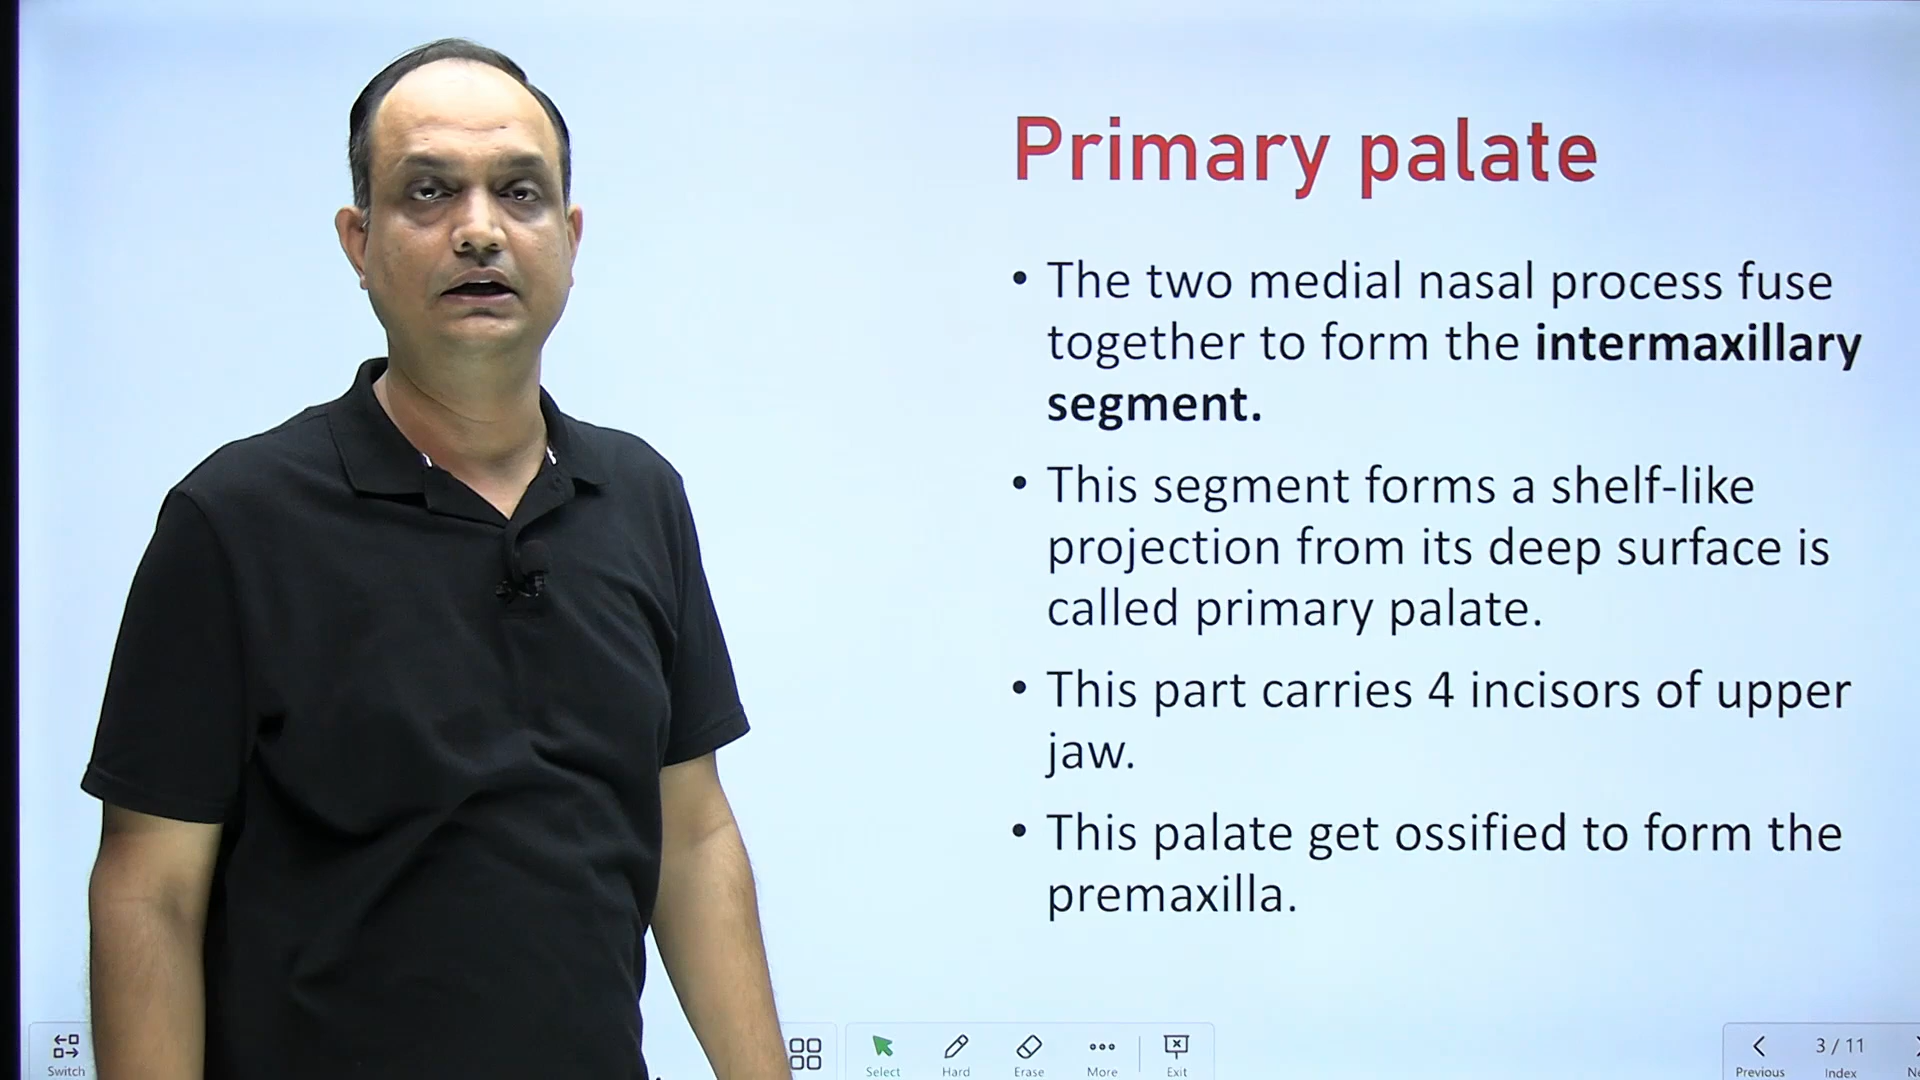 Primary palate
• The two medial nasal process fuse
together to form the intermaxillary
segment.
• This segment forms a shelf-like
projection from its deep surface is
called primary palate.
• This part carries 4 incisors of upper
jaw.
• This palate get ossified to form the
premaxilla.
Switch
Select
Hard
Erase
More
Exit
3 / 11
Previous
Index